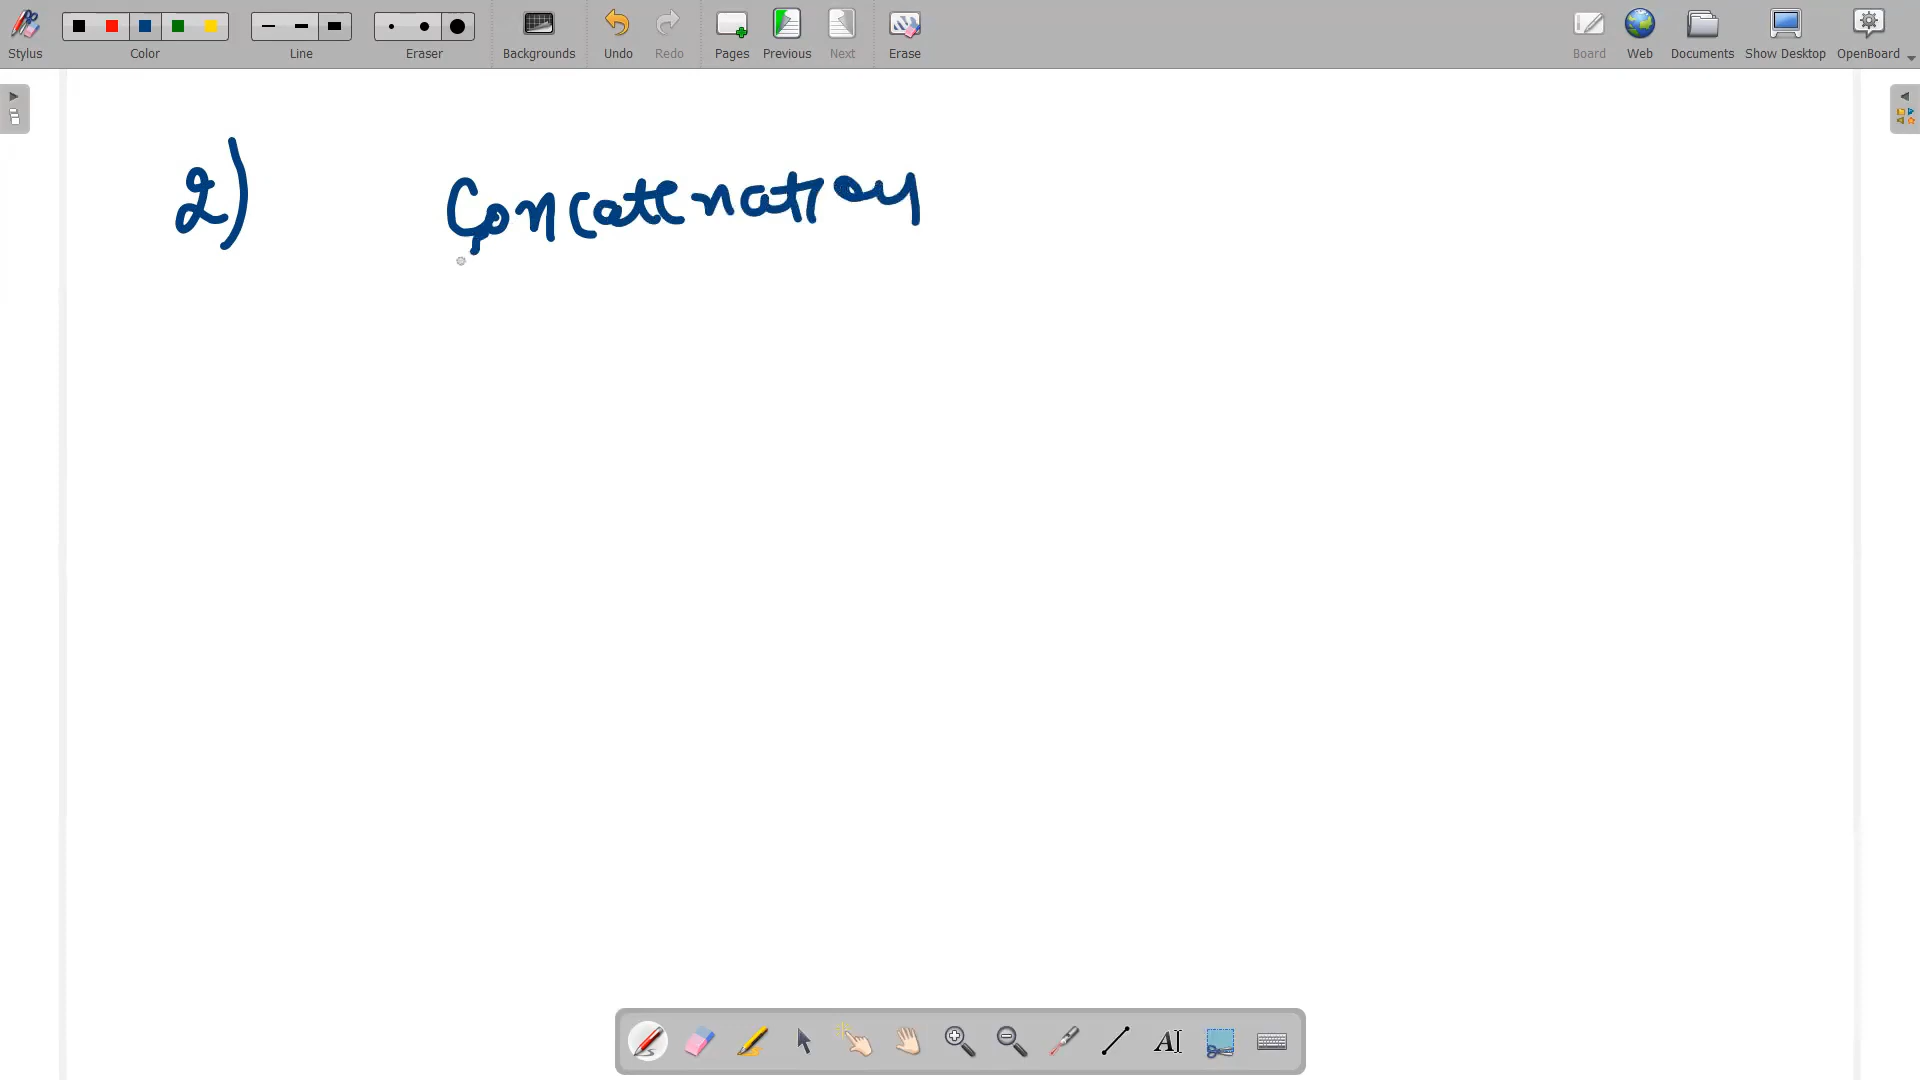 Stylus Color Line Eraser Backgrounds Undo Redo Pages Previous Next Erase Board Web Documents Show Desktop OpenBoard
2) Concatenation